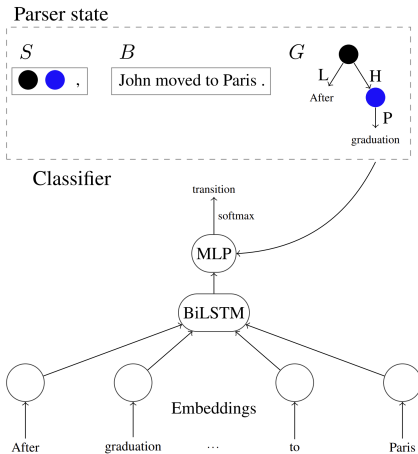 Parser state
S B G
, John moved to Paris .
L H
After
P
graduation
Classifier
transition
softmax
MLP
BiLSTM
Embeddings
After graduation ... to Paris